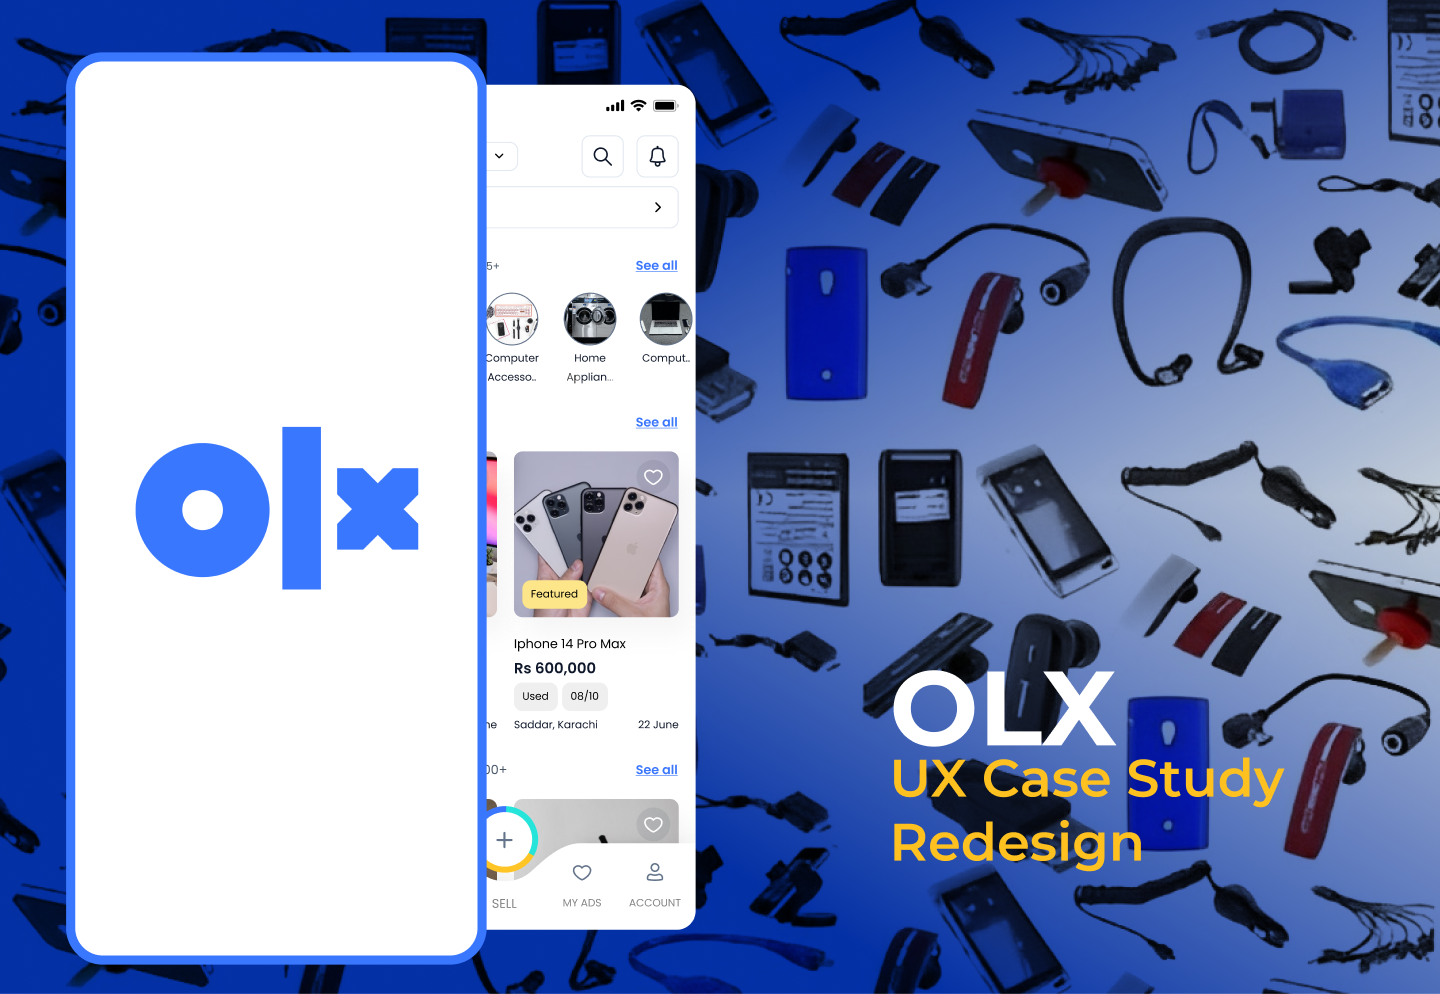 olx
5+
See all
Computer
Accesso..
Home
Applian...
Comput..
See all
Featured
Iphone 14 Pro Max
Rs 600,000
Used
08/10
Saddar, Karachi
22 June
ne
00+
See all
SELL
MY ADS
ACCOUNT
OLX
UX Case Study
Redesign